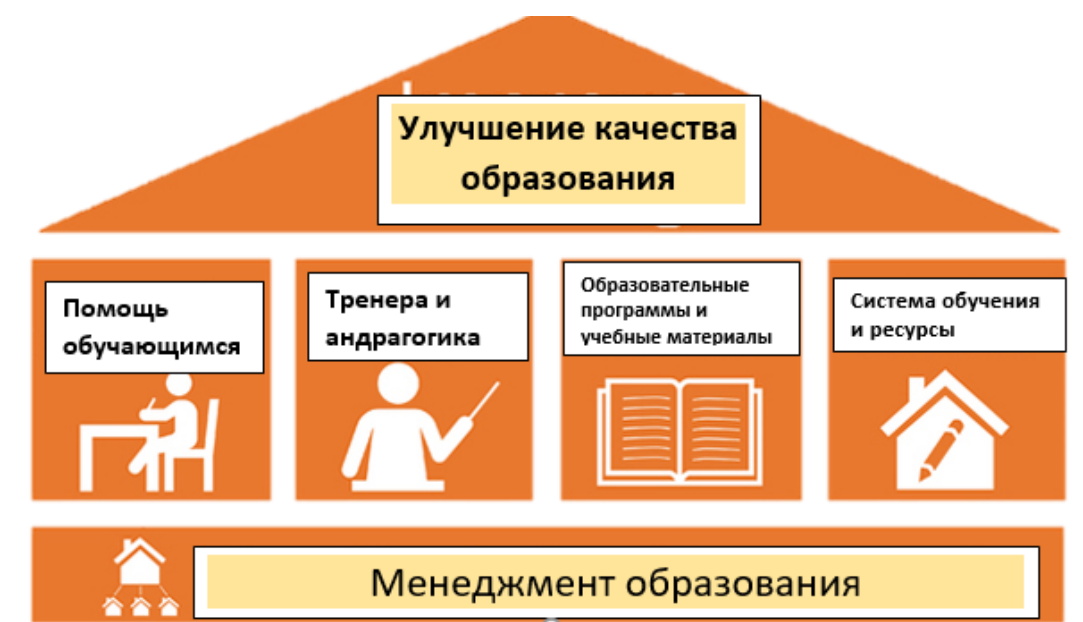 Улучшение качества
образования
Помощь
обучающимся
Тренера и
андрагогика
Образовательные
программы и
учебные материалы
Система обучения
и ресурсы
Менеджмент образования